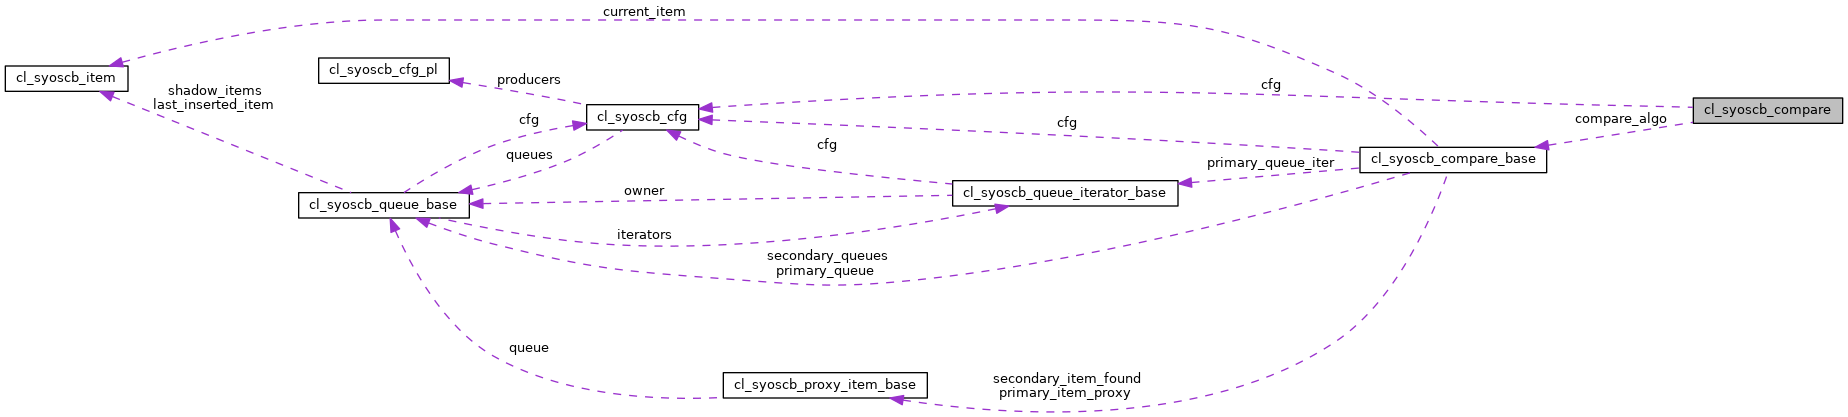 current_item
cl_syoscb_item
cl_syoscb_cfg_pl
producers
shadow_items
last_inserted_item
cfg
cl_syoscb_compare
cl_syoscb_cfg
cfg
cfg
compare_algo
cfg
queues
cl_syoscb_compare_base
primary_queue_iter
owner
cl_syoscb_queue_iterator_base
cl_syoscb_queue_base
iterators
secondary_queues
primary_queue
queue
secondary_item_found
primary_item_proxy
cl_syoscb_proxy_item_base